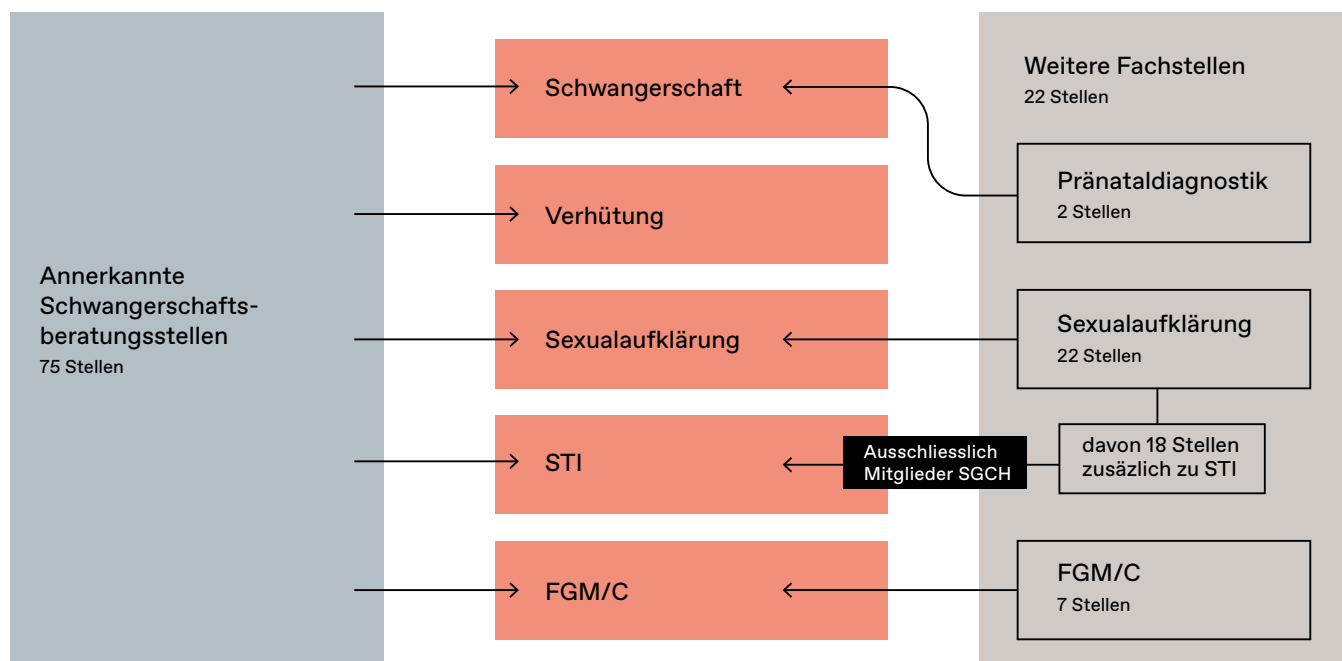 Annerkannte
Schwangerschafts-
beratungsstellen
75 Stellen
Schwangerschaft
Verhütung
Sexualaufklärung
STI
FGM/C
Weitere Fachstellen
22 Stellen
Pränataldiagnostik
2 Stellen
Sexualaufklärung
22 Stellen
davon 18 Stellen
zusäzlich zu STI
Ausschliesslich
Mitglieder SGCH
FGM/C
7 Stellen